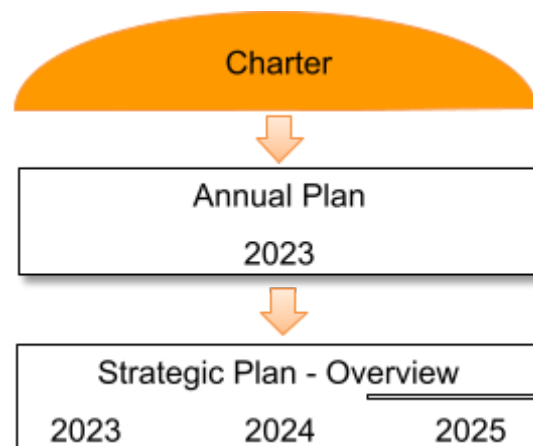 Charter
Annual Plan
2023
Strategic Plan - Overview
2023 2024 2025